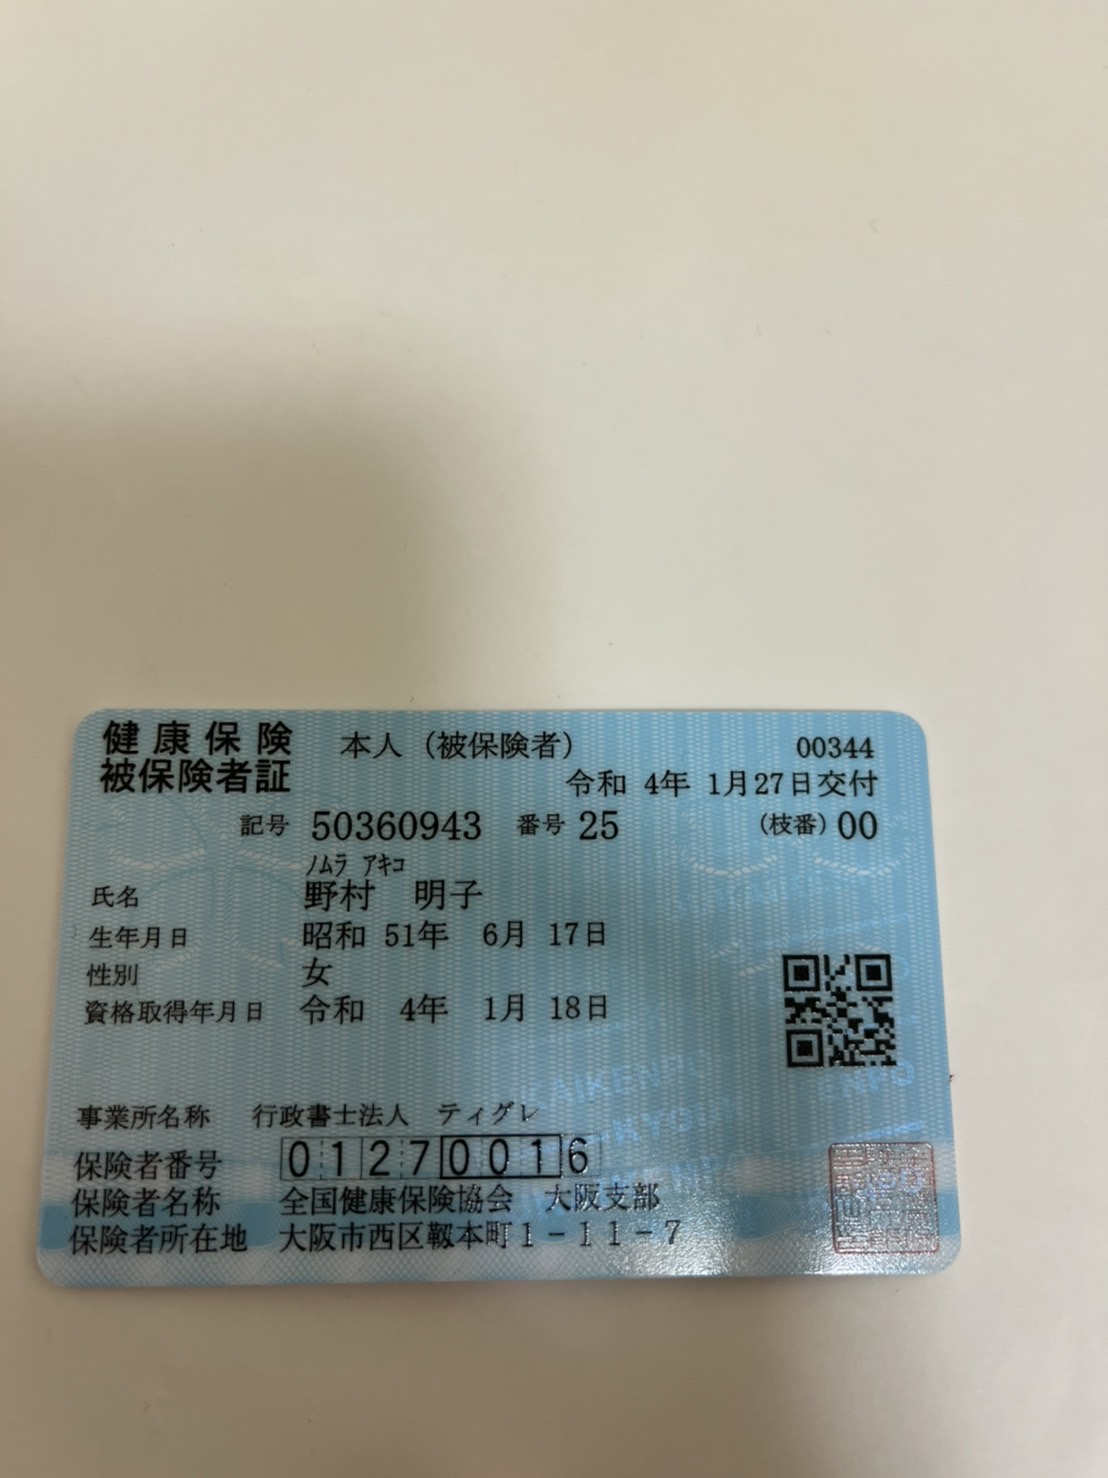 健康保険 本人（被保険者） 00344
被保険者証 令和 4年 1月27日交付
記号 50360943 番号 25 (枝番) 00
ﾉﾑﾗ ｱｷｺ
氏名 野村 明子
生年月日 昭和 51年 6月 17日
性別 女
資格取得年月日 令和 4年 1月 18日
事業所名称 行政書士法人 ティグレ
保険者番号 01270016
保険者名称 全国健康保険協会 大阪支部
保険者所在地 大阪市西区靱本町1－11－7